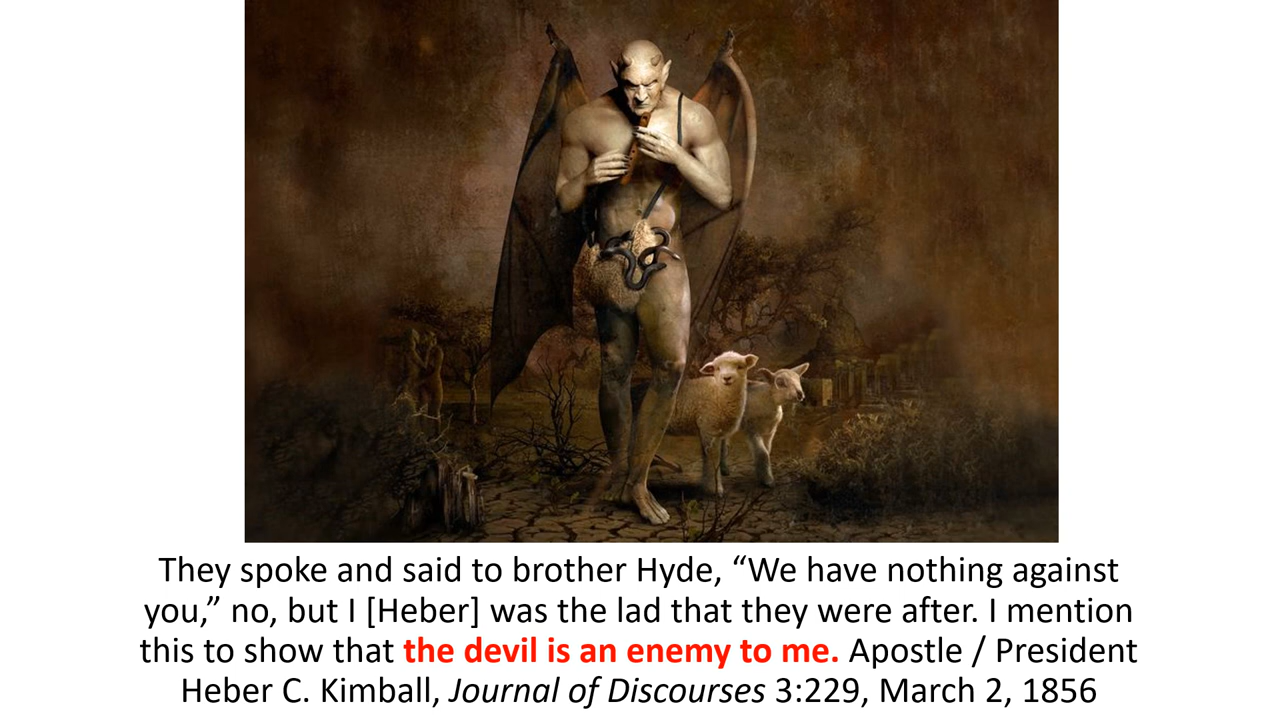 They spoke and said to brother Hyde, “We have nothing against
you,” no, but I [Heber] was the lad that they were after. I mention
this to show that the devil is an enemy to me. Apostle / President
Heber C. Kimball, Journal of Discourses 3:229, March 2, 1856